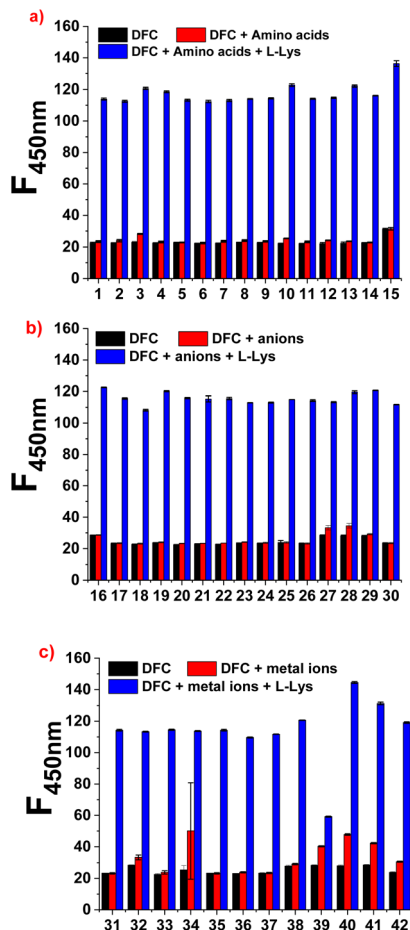 a)
DFC DFC + Amino acids
DFC + Amino acids + L-Lys
160
140
120
100
80
60
40
20
0
F450nm
1 2 3 4 5 6 7 8 9 10 11 12 13 14 15
b)
DFC DFC + anions
DFC + anions + L-Lys
160
140
120
100
80
60
40
20
0
F450nm
16 17 18 19 20 21 22 23 24 25 26 27 28 29 30
c)
DFC DFC + metal ions
DFC + metal ions + L-Lys
160
140
120
100
80
60
40
20
0
F450nm
31 32 33 34 35 36 37 38 39 40 41 42